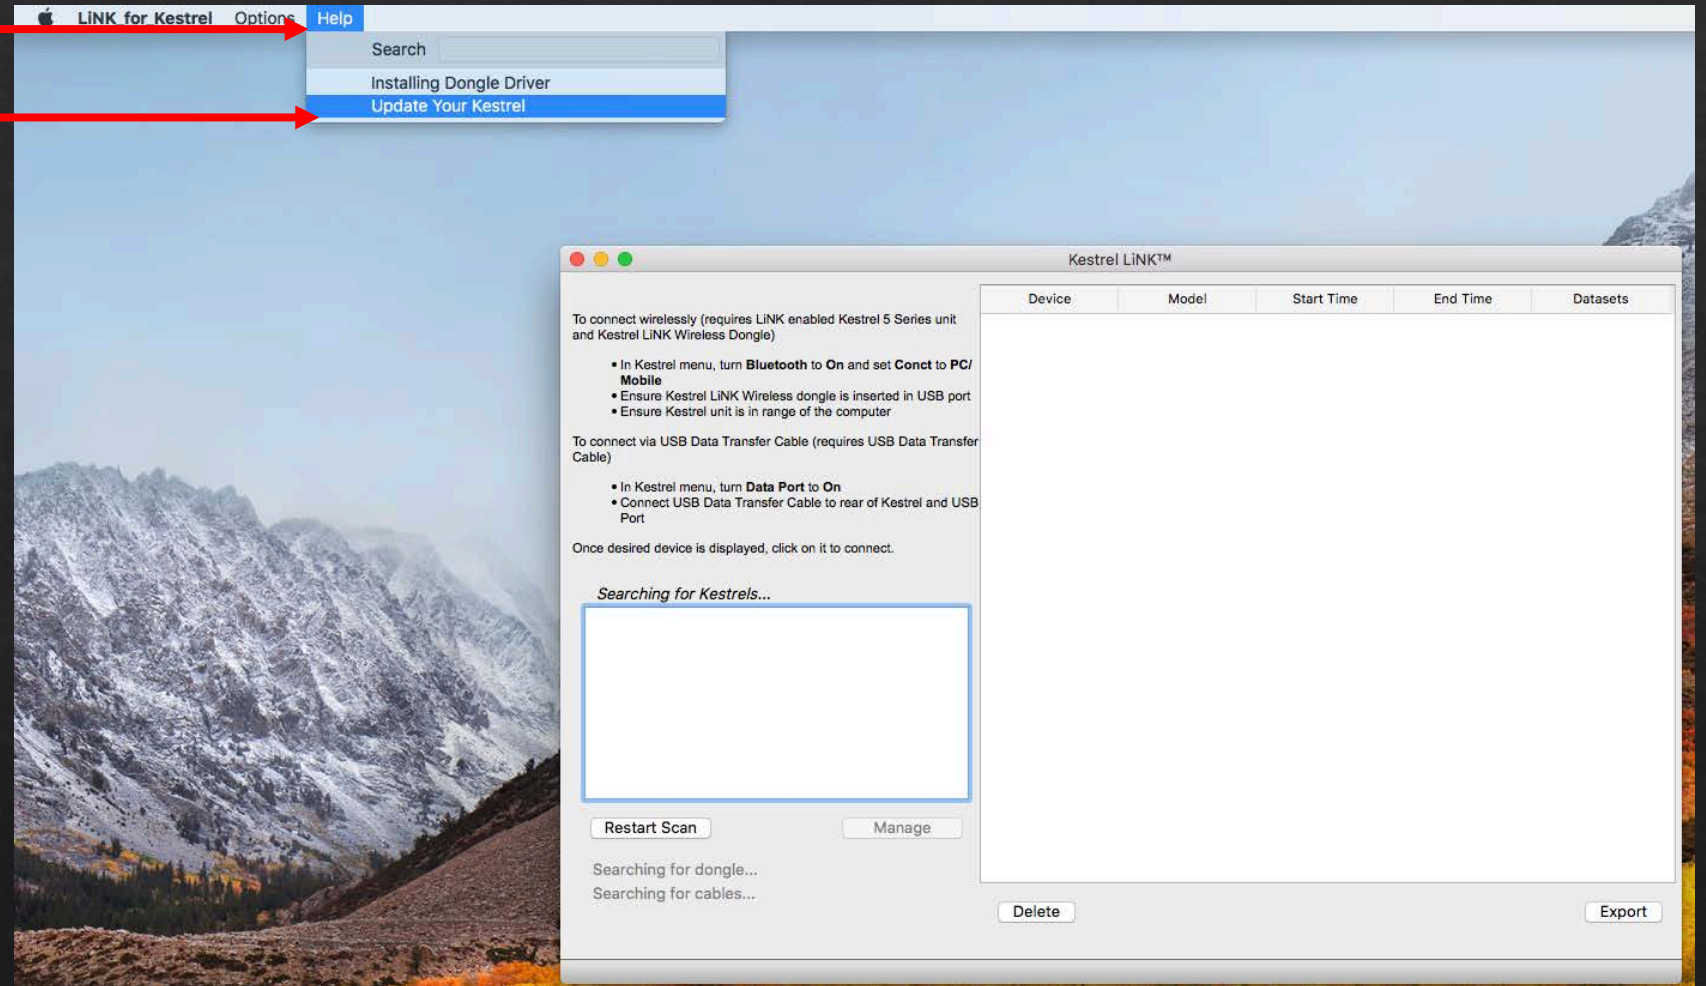 LiNK_for_Kestrel Options Help
Search
Installing Dongle Driver
Update Your Kestrel
Kestrel LiNK™
Device Model Start Time End Time Datasets
To connect wirelessly (requires LiNK enabled Kestrel 5 Series unit
and Kestrel LiNK Wireless Dongle)
• In Kestrel menu, turn Bluetooth to On and set Conct to PC/
Mobile
• Ensure Kestrel LiNK Wireless dongle is inserted in USB port
• Ensure Kestrel unit is in range of the computer
To connect via USB Data Transfer Cable (requires USB Data Transfer
Cable)
• In Kestrel menu, turn Data Port to On
• Connect USB Data Transfer Cable to rear of Kestrel and USB
Port
Once desired device is displayed, click on it to connect.
Searching for Kestrels...
Restart Scan Manage
Searching for dongle...
Searching for cables...
Delete Export